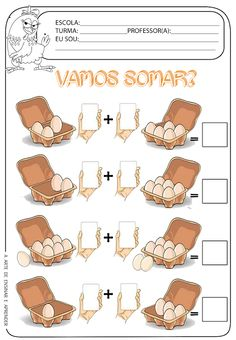 ESCOLA:
TURMA: PROFESSOR(A):
EU SOU:
VAMOS SOMAR?
+ =
+ =
+ =
+ =
A ARTE DE ENSINAR E APRENDER